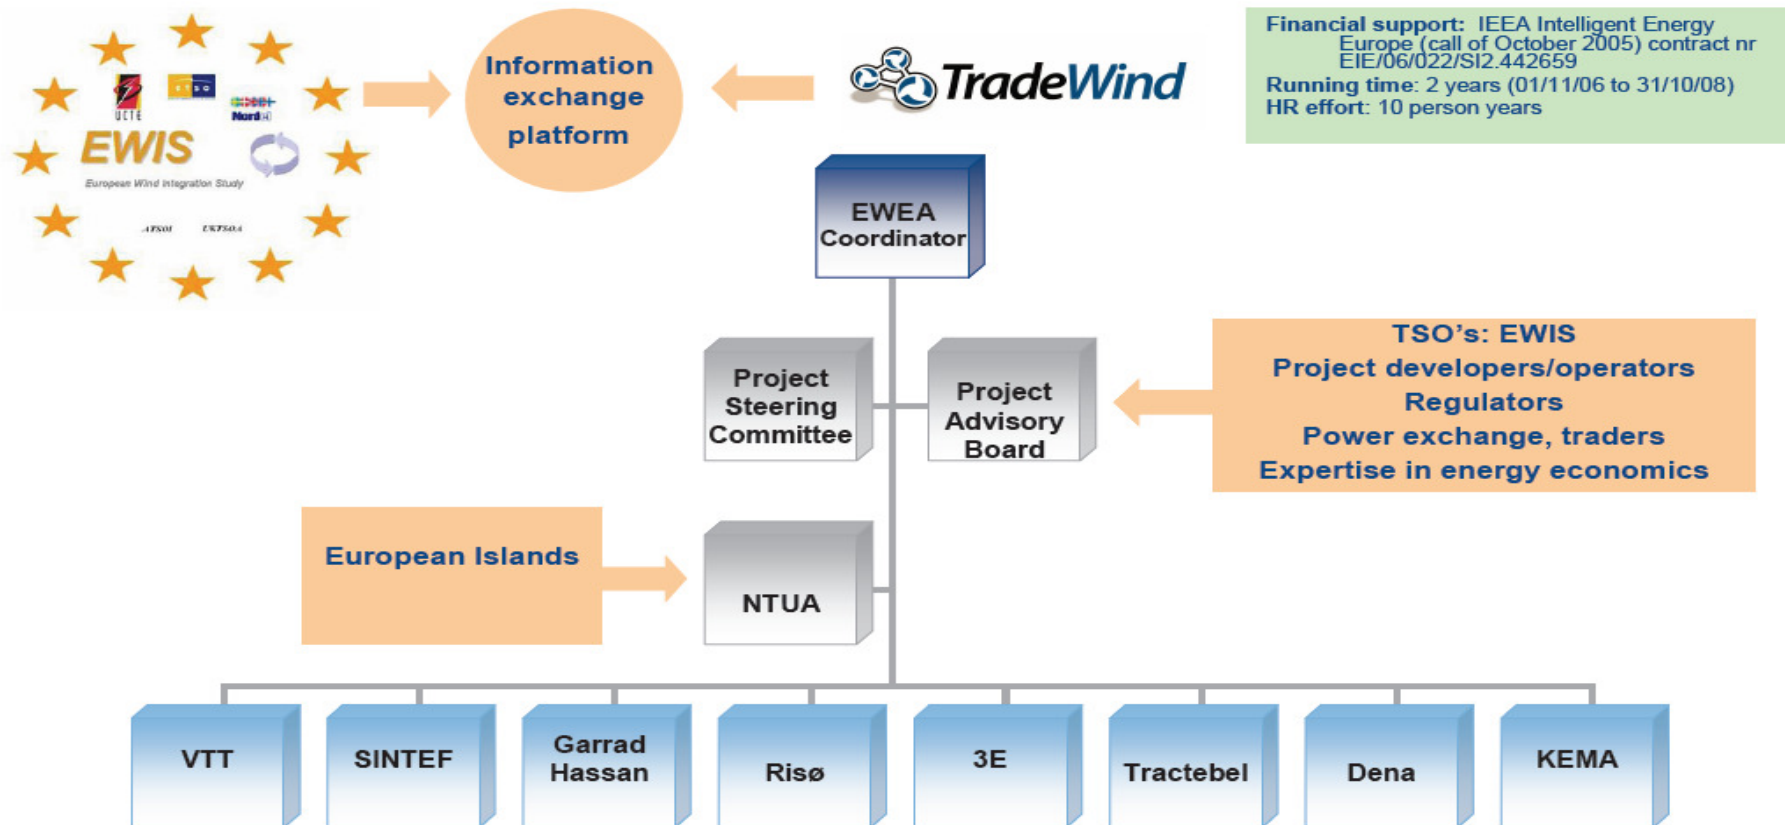 UCTE
ETSO
Nordel
EWIS
European Wind Integration Study
ATSOI UKTSOA
Information
exchange
platform
TradeWind
Financial support: IEEA Intelligent Energy
Europe (call of October 2005) contract nr
EIE/06/022/SI2.442659
Running time: 2 years (01/11/06 to 31/10/08)
HR effort: 10 person years
EWEA
Coordinator
Project
Steering
Committee
Project
Advisory
Board
TSO's: EWIS
Project developers/operators
Regulators
Power exchange, traders
Expertise in energy economics
European Islands
NTUA
VTT
SINTEF
Garrad
Hassan
Risø
3E
Tractebel
Dena
KEMA